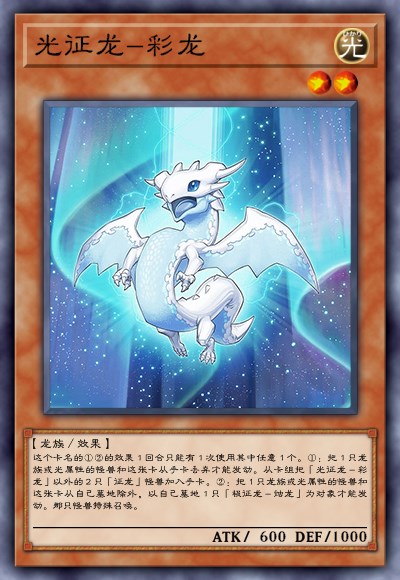 光征龙-彩龙
光
【龙族/效果】
这个卡名的①②的效果1回合只能有1次使用其中任意1个。①：把1只龙
族或光属性的怪兽和这张卡从手卡丢弃才能发动。从卡组把「光征龙-彩
龙」以外的2只「征龙」怪兽加入手卡。②：把1只龙族或光属性的怪兽和
这张卡从自己墓地除外，以自己墓地1只「极征龙-烛龙」为对象才能发
动。那只怪兽特殊召唤。
ATK/ 600 DEF/1000